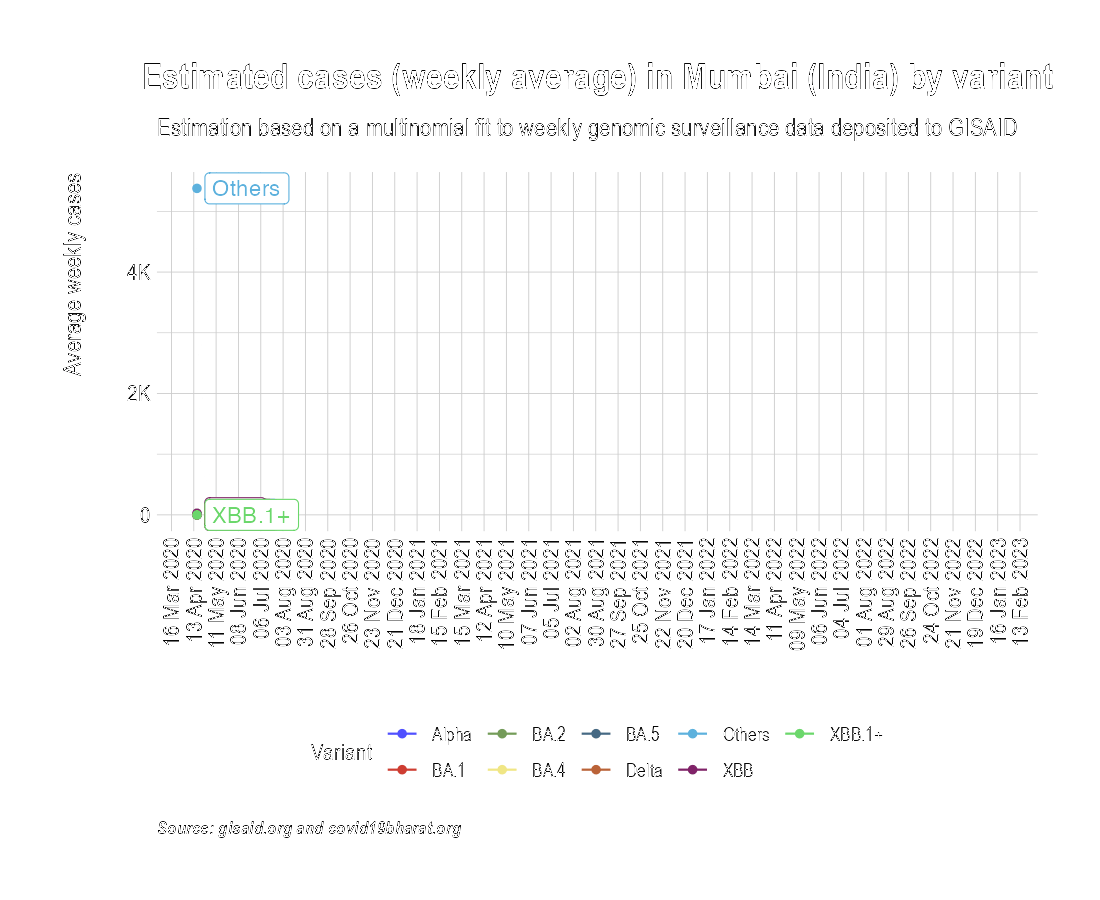 Estimated cases (weekly average) in Mumbai (India) by variant
Estimation based on a multinomial fit to weekly genomic surveillance data deposited to GISAID
Average weekly cases
Others
4K
2K
0
XBB.1+
16 Mar 2020
13 Apr 2020
11 May 2020
08 Jun 2020
06 Jul 2020
03 Aug 2020
31 Aug 2020
28 Sep 2020
26 Oct 2020
23 Nov 2020
21 Dec 2020
18 Jan 2021
15 Feb 2021
15 Mar 2021
12 Apr 2021
10 May 2021
07 Jun 2021
05 Jul 2021
02 Aug 2021
30 Aug 2021
27 Sep 2021
25 Oct 2021
22 Nov 2021
20 Dec 2021
17 Jan 2022
14 Feb 2022
14 Mar 2022
11 Apr 2022
09 May 2022
06 Jun 2022
04 Jul 2022
01 Aug 2022
29 Aug 2022
26 Sep 2022
24 Oct 2022
21 Nov 2022
19 Dec 2022
16 Jan 2023
13 Feb 2023
Variant
Alpha BA.2 BA.5 Others XBB.1+
BA.1 BA.4 Delta XBB
Source: gisaid.org and covid19bharat.org